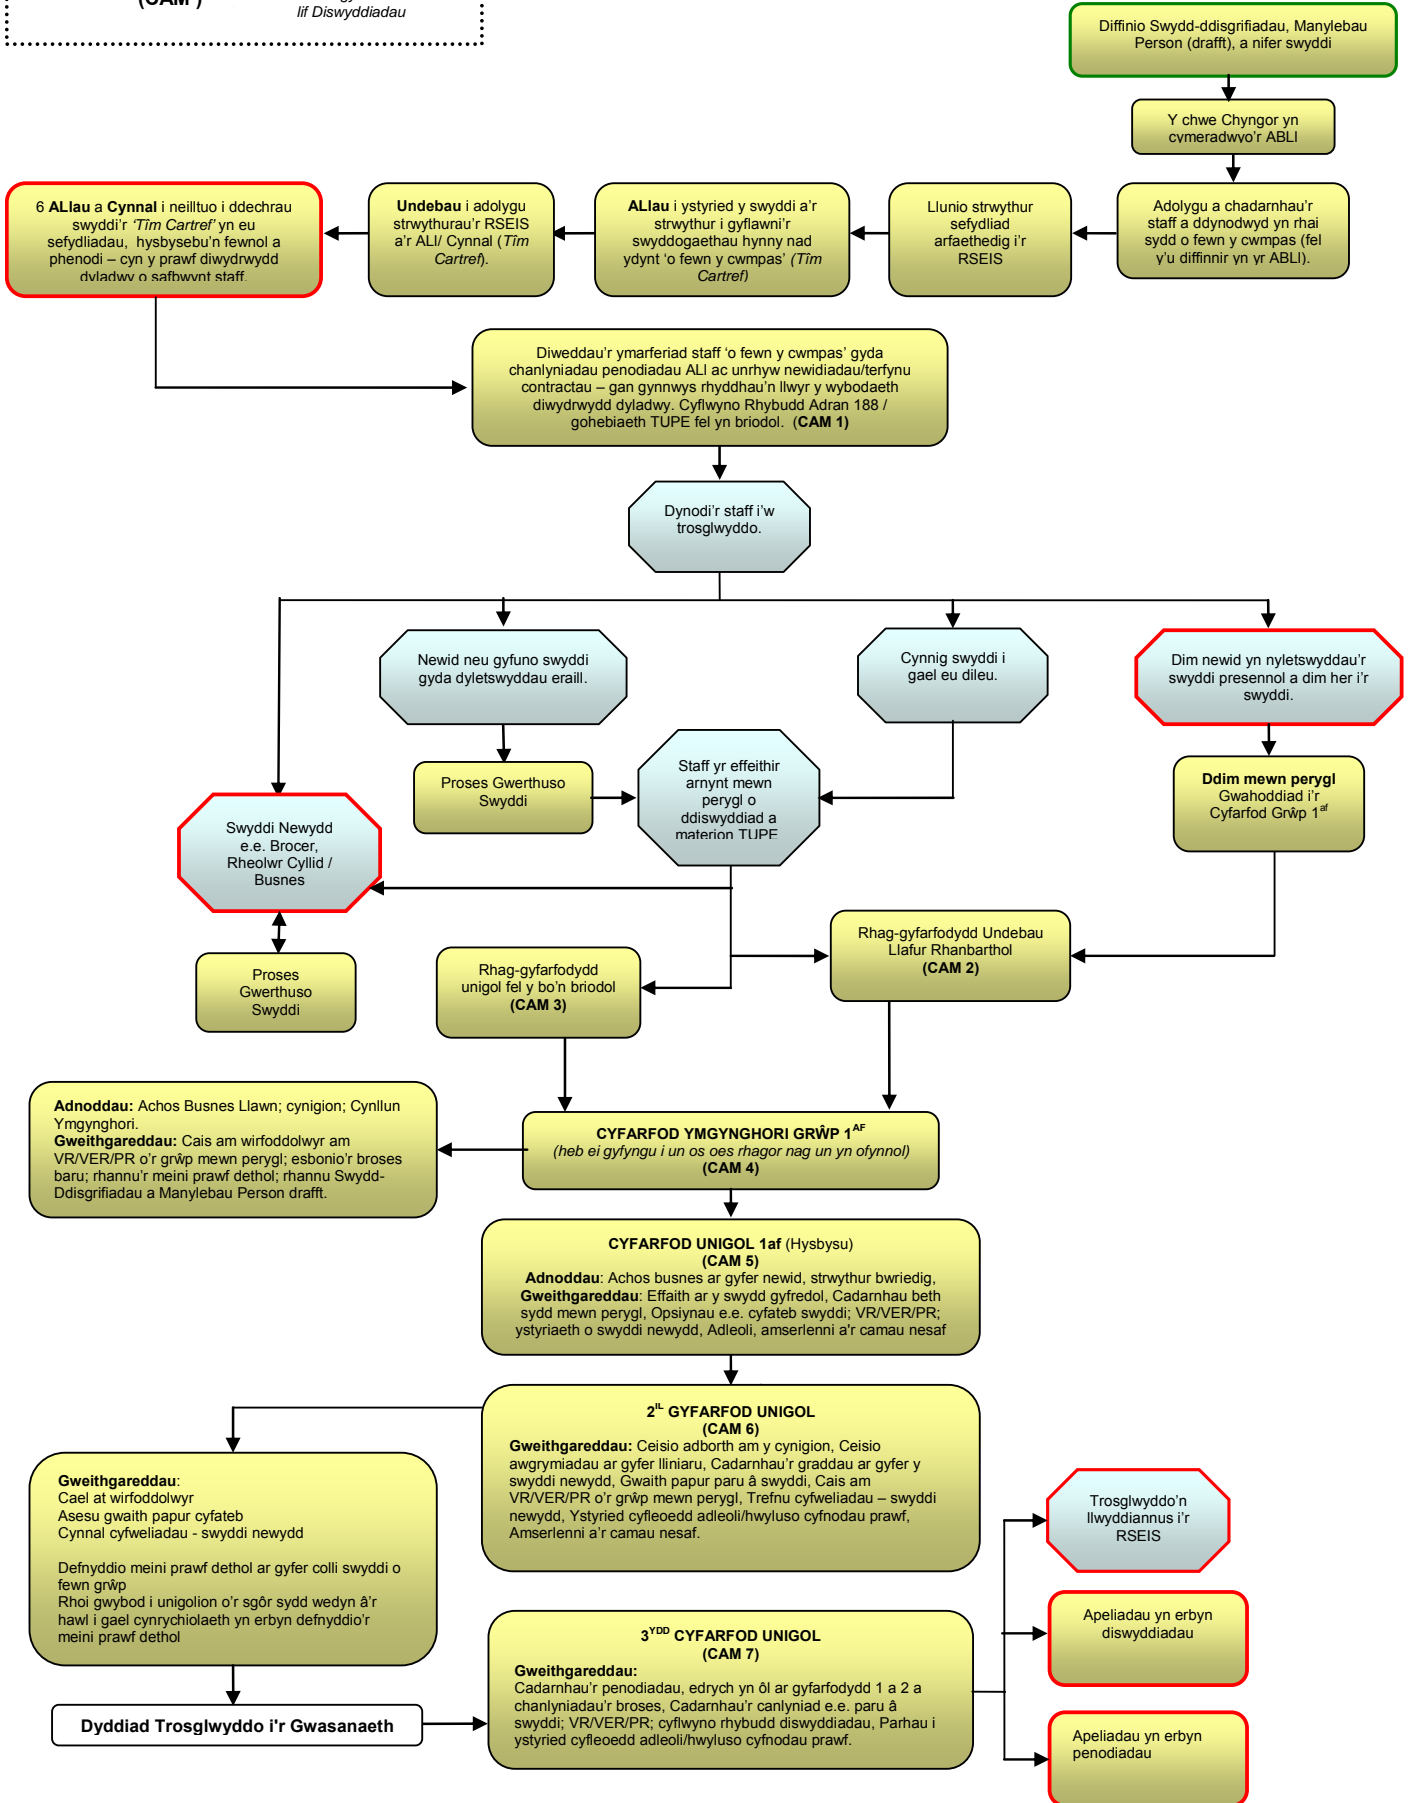 (CAM )
lif Diswyddiadau
Diffinio Swydd-ddisgrifiadau, Manylebau
Person (drafft), a nifer swyddi
Y chwe Chyngor yn
cymeradwyo’r ABLl
Adolygu a chadarnhau’r
staff a ddynodwyd yn rhai
sydd o fewn y cwmpas (fel
y’u diffinnir yn yr ABLl).
Llunio strwythur
sefydliad
arfaethedig i’r
RSEIS
ALlau i ystyried y swyddi a’r
strwythur i gyflawni’r
swyddogaethau hynny nad
ydynt ‘o fewn y cwmpas’ (Tîm
Cartref)
Undebau i adolygu
strwythurau’r RSEIS
a’r ALl/ Cynnal (Tîm
Cartref).
6 ALlau a Cynnal i neilltuo i ddechrau
swyddi’r ‘Tîm Cartref’ yn eu
sefydliadau, hysbysebu’n fewnol a
phenodi – cyn y prawf diwydrwydd
dyladwy o safbwynt staff.
Diweddau’r ymarferiad staff ‘o fewn y cwmpas’ gyda
chanlyniadau penodiadau ALl ac unrhyw newidiadau/terfynu
contractau – gan gynnwys rhyddhau’n llwyr y wybodaeth
diwydrwydd dyladwy. Cyflwyno Rhybudd Adran 188 /
gohebiaeth TUPE fel yn briodol. (CAM 1)
Dynodi’r staff i’w
trosglwyddo.
Newid neu gyfuno swyddi
gyda dyletswyddau eraill.
Cynnig swyddi i
gael eu dileu.
Dim newid yn nyletswyddau’r
swyddi presennol a dim her i’r
swyddi.
Proses Gwerthuso
Swyddi
Staff yr effeithir
arnynt mewn
perygl o
ddiswyddiad a
materion TUPE
Ddim mewn perygl
Gwahoddiad i’r
Cyfarfod Grŵp 1af
Swyddi Newydd
e.e. Brocer,
Rheolwr Cyllid /
Busnes
Proses
Gwerthuso
Swyddi
Rhag-gyfarfodydd
unigol fel y bo’n briodol
(CAM 3)
Rhag-gyfarfodydd Undebau
Llafur Rhanbarthol
(CAM 2)
Adnoddau: Achos Busnes Llawn; cynigion; Cynllun
Ymgynghori.
Gweithgareddau: Cais am wirfoddolwyr am
VR/VER/PR o’r grŵp mewn perygl; esbonio’r broses
baru; rhannu’r meini prawf dethol; rhannu Swydd-
Ddisgrifiadau a Manylebau Person drafft.
CYFARFOD YMGYNGHORI GRŴP 1AF
(heb ei gyfyngu i un os oes rhagor nag un yn ofynnol)
(CAM 4)
CYFARFOD UNIGOL 1af (Hysbysu)
(CAM 5)
Adnoddau: Achos busnes ar gyfer newid, strwythur bwriedig,
Gweithgareddau: Effaith ar y swydd gyfredol, Cadarnhau beth
sydd mewn perygl, Opsiynau e.e. cyfateb swyddi; VR/VER/PR;
ystyriaeth o swyddi newydd, Adleoli, amserlenni a'r camau nesaf
2IL GYFARFOD UNIGOL
(CAM 6)
Gweithgareddau: Ceisio adborth am y cynigion, Ceisio
awgrymiadau ar gyfer lliniaru, Cadarnhau’r graddau ar gyfer y
swyddi newydd, Gwaith papur paru â swyddi, Cais am
VR/VER/PR o’r grŵp mewn perygl, Trefnu cyfweliadau – swyddi
newydd, Ystyried cyfleoedd adleoli/hwyluso cyfnodau prawf,
Amserlenni a'r camau nesaf.
Gweithgareddau:
Cael at wirfoddolwyr
Asesu gwaith papur cyfateb
Cynnal cyfweliadau - swyddi newydd
Defnyddio meini prawf dethol ar gyfer colli swyddi o
fewn grŵp
Rhoi gwybod i unigolion o’r sgôr sydd wedyn â’r
hawl i gael cynrychiolaeth yn erbyn defnyddio’r
meini prawf dethol
Dyddiad Trosglwyddo i'r Gwasanaeth
3YDD CYFARFOD UNIGOL
(CAM 7)
Gweithgareddau:
Cadarnhau’r penodiadau, edrych yn ôl ar gyfarfodydd 1 a 2 a
chanlyniadau’r broses, Cadarnhau’r canlyniad e.e. paru â
swyddi; VR/VER/PR; cyflwyno rhybudd diswyddiadau, Parhau i
ystyried cyfleoedd adleoli/hwyluso cyfnodau prawf.
Trosglwyddo’n
llwyddiannus i’r
RSEIS
Apeliadau yn erbyn
diswyddiadau
Apeliadau yn erbyn
penodiadau